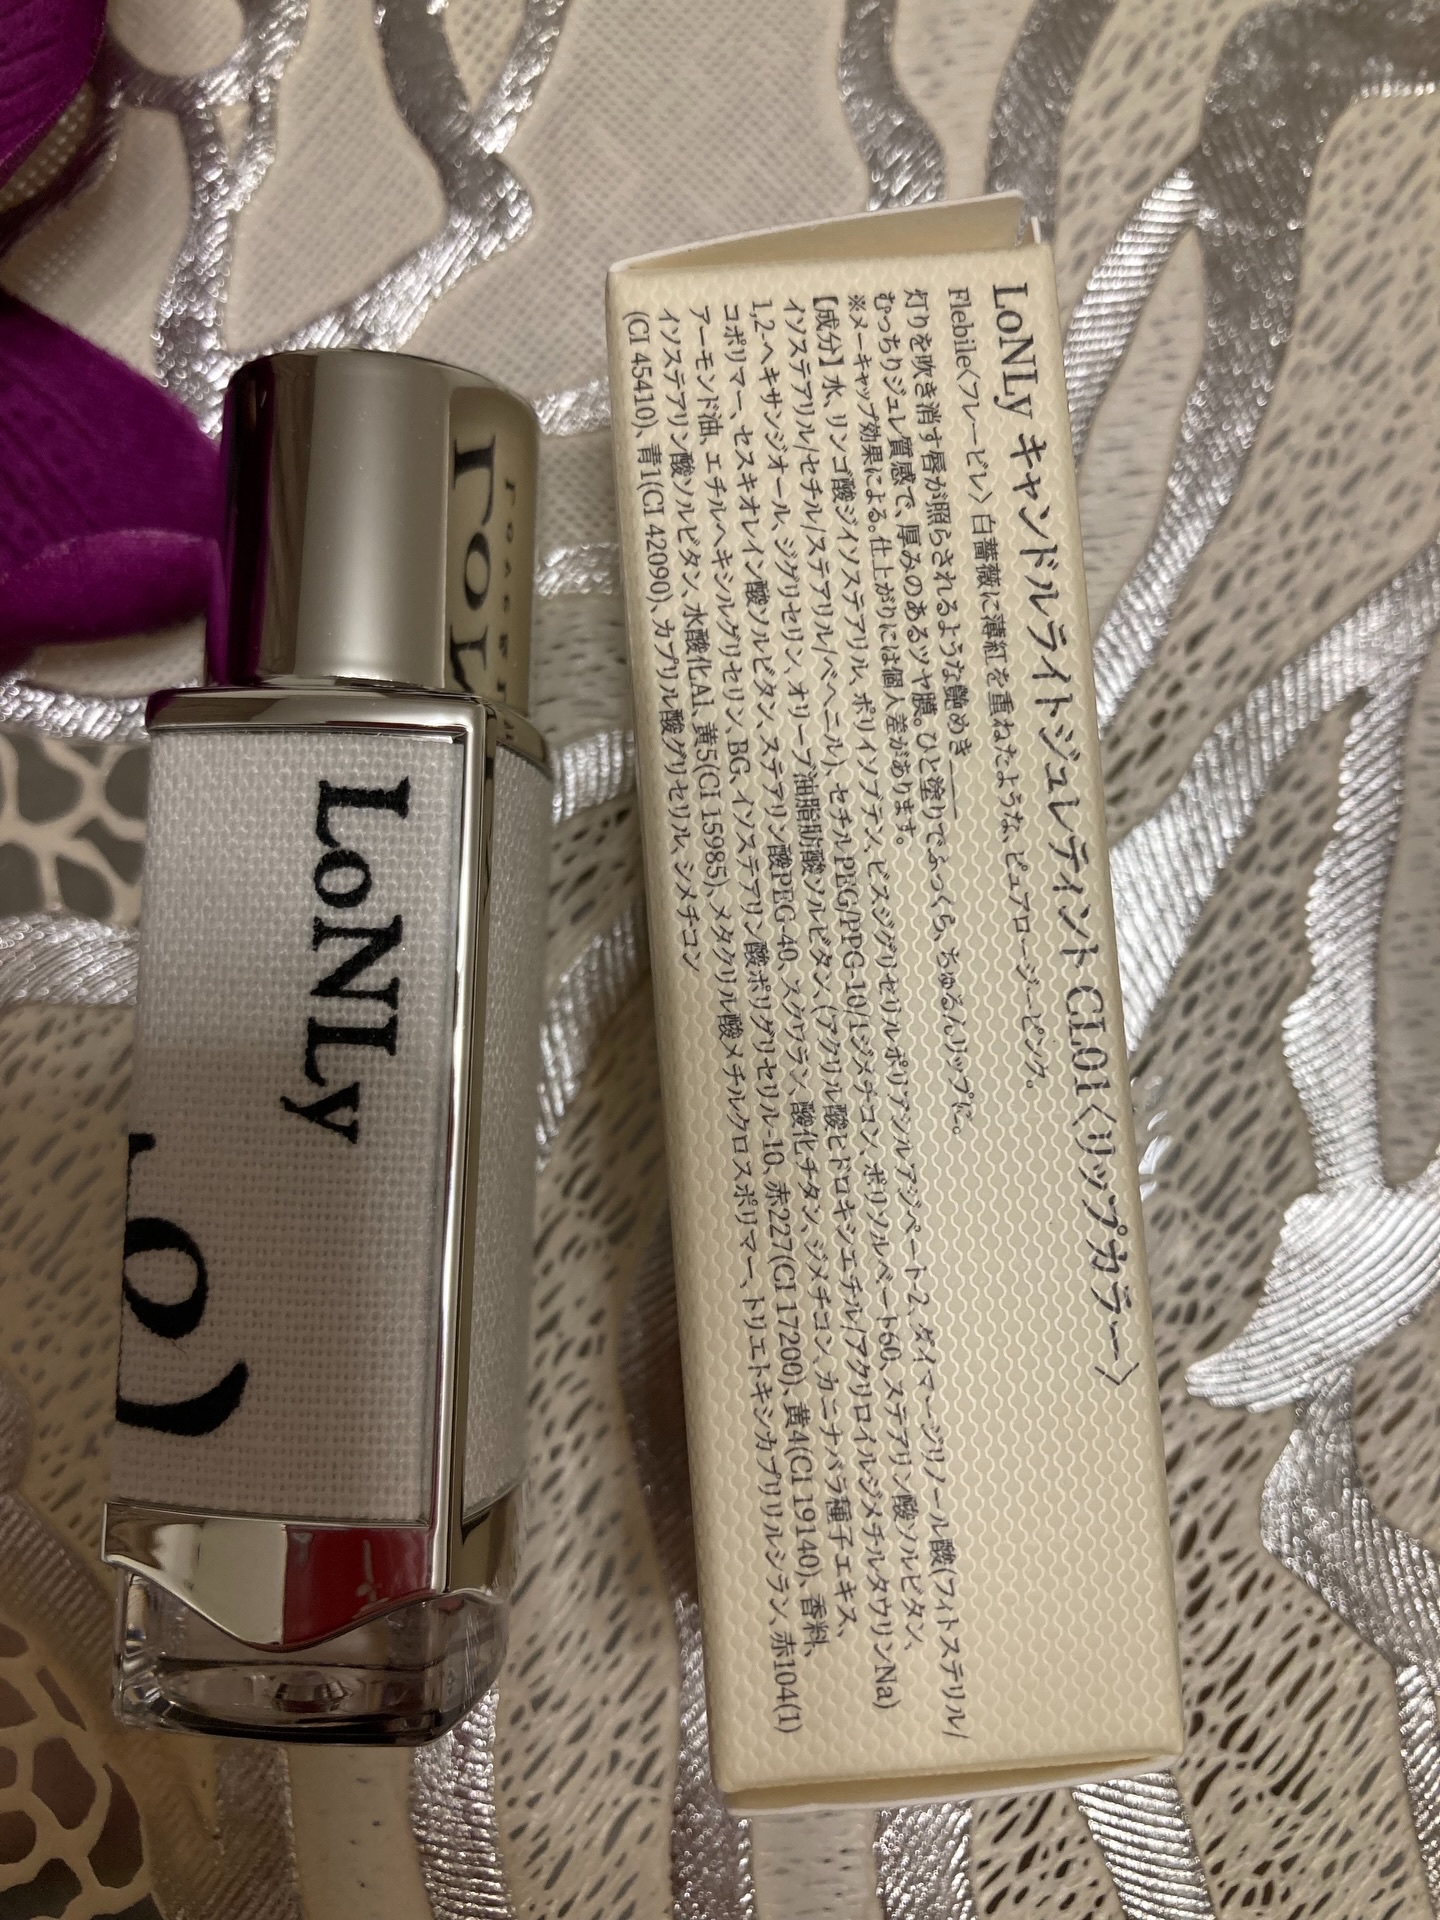 LoNLy キャンドルライトジュレティント CL01〈リップカラー〉
Flebile〈フレービレ〉 白薔薇に薄紅を重ねたような、ピュアロージーピンク。
灯りを吹き消す唇が照らされるような艶めき――
むっちりジュレ質感で、厚みのあるツヤ膜。ひと塗りでふっくら、ちゅるんリップに。
※メーキャップ効果による。仕上がりには個人差があります。
【成分】水、リンゴ酸ジイソステアリル、ポリイソブテン、ビスジグリセリルポリアシルアジペート-2、ダイマージリノール酸(フィトステリル/
イソステアリル/セチル/ステアリル/ベヘニル)、セチルPEG/PPG-10/1ジメチコン、ポリソルベート60、ステアリン酸ソルビタン、
1,2-ヘキサンジオール、ジグリセリン、オリーブ油脂肪酸ソルビタン、(アクリル酸ヒドロキシエチル/アクリロイルジメチルタウリンNa)
コポリマー、セスキオレイン酸ソルビタン、ステアリン酸PEG-40、スクワラン、酸化チタン、ジメチコン、カニナバラ種子エキス、
アーモンド油、エチルヘキシルグリセリン、BG、イソステアリン酸ポリグリセリル-10、赤227(CI 17200)、黄4(CI 19140)、香料、
イソステアリン酸ソルビタン、水酸化Al、黄5(CI 15985)、メタクリル酸メチルクロスポリマー、トリエトキシカプリリルシラン、赤104(1)
(CI 45410)、青1(CI 42090)、カプリル酸グリセリル、シメチコン
LoNLy